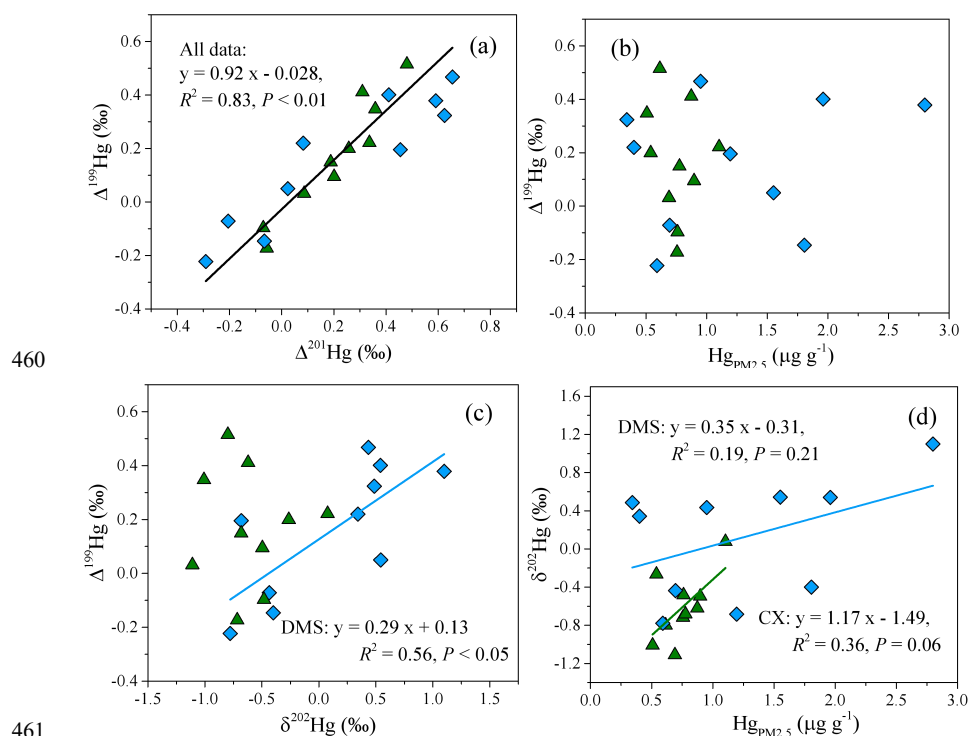 (a)
All data:
y = 0.92 x - 0.028,
R² = 0.83, P < 0.01
Δ¹⁹⁹Hg (‰)
0.6
0.4
0.2
0.0
-0.2
-0.4
-0.4 -0.2 0.0 0.2 0.4 0.6 0.8
Δ²⁰¹Hg (‰)
(b)
Δ¹⁹⁹Hg (‰)
0.6
0.4
0.2
0.0
-0.2
-0.4
0.0 0.5 1.0 1.5 2.0 2.5 3.0
Hg_PM2.5 (μg g⁻¹)
460
(c)
Δ¹⁹⁹Hg (‰)
0.6
0.4
0.2
0.0
-0.2
-0.4
DMS: y = 0.29 x + 0.13
R² = 0.56, P < 0.05
-1.5 -1.0 -0.5 0.0 0.5 1.0 1.5
δ²⁰²Hg (‰)
(d)
DMS: y = 0.35 x - 0.31,
R² = 0.19, P = 0.21
δ²⁰²Hg (‰)
1.8
1.2
0.6
0.0
-0.6
-1.2
CX: y = 1.17 x - 1.49,
R² = 0.36, P = 0.06
0.0 0.5 1.0 1.5 2.0 2.5 3.0
Hg_PM2.5 (μg g⁻¹)
461